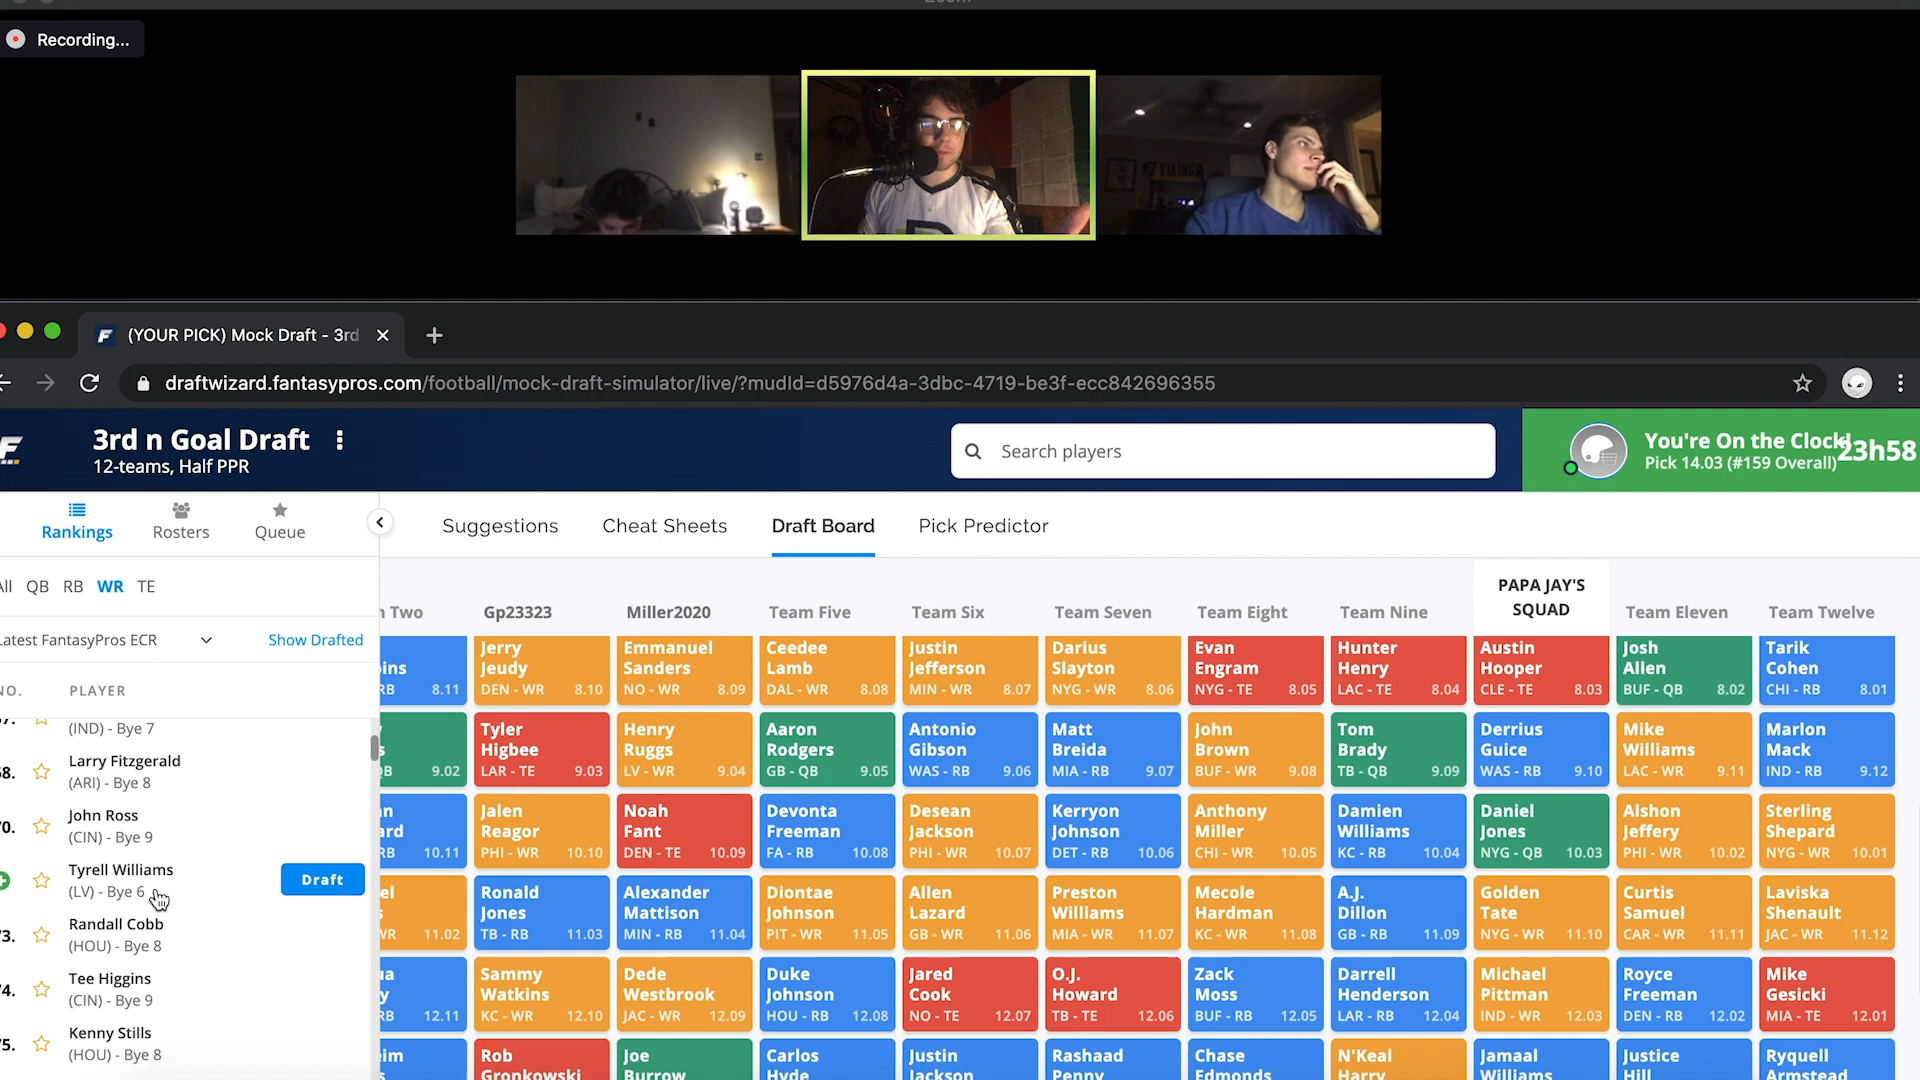 Recording...
VIKINGS
(YOUR PICK) Mock Draft - 3rd
draftwizard.fantasypros.com/football/mock-draft-simulator/live/?mudId=d5976d4a-3dbc-4719-be3f-ecc842696355
3rd n Goal Draft
12-teams, Half PPR
Search players
You're On the Clock!
Pick 14.03 (#159 Overall)
23h58
Rankings
Rosters
Queue
Suggestions
Cheat Sheets
Draft Board
Pick Predictor
All QB RB WR TE
Latest FantasyPros ECR
Show Drafted
NO. PLAYER
(IND) - Bye 7
Larry Fitzgerald
(ARI) - Bye 8
John Ross
(CIN) - Bye 9
Tyrell Williams
(LV) - Bye 6
Draft
Randall Cobb
(HOU) - Bye 8
Tee Higgins
(CIN) - Bye 9
Kenny Stills
(HOU) - Bye 8
Two Gp23323 Miller2020 Team Five Team Six Team Seven Team Eight Team Nine PAPA JAY'S SQUAD Team Eleven Team Twelve
ins
RB 8.11
Jerry Jeudy
DEN - WR 8.10
Emmanuel Sanders
NO - WR 8.09
Ceedee Lamb
DAL - WR 8.08
Justin Jefferson
MIN - WR 8.07
Darius Slayton
NYG - WR 8.06
Evan Engram
NYG - TE 8.05
Hunter Henry
LAC - TE 8.04
Austin Hooper
CLE - TE 8.03
Josh Allen
BUF - QB 8.02
Tarik Cohen
CHI - RB 8.01
QB 9.02
Tyler Higbee
LAR - TE 9.03
Henry Ruggs
LV - WR 9.04
Aaron Rodgers
GB - QB 9.05
Antonio Gibson
WAS - RB 9.06
Matt Breida
MIA - RB 9.07
John Brown
BUF - WR 9.08
Tom Brady
TB - QB 9.09
Derrius Guice
WAS - RB 9.10
Mike Williams
LAC - WR 9.11
Marlon Mack
IND - RB 9.12
RB 10.11
Jalen Reagor
PHI - WR 10.10
Noah Fant
DEN - TE 10.09
Devonta Freeman
FA - RB 10.08
Desean Jackson
PHI - WR 10.07
Kerryon Johnson
DET - RB 10.06
Anthony Miller
CHI - WR 10.05
Damien Williams
KC - RB 10.04
Daniel Jones
NYG - QB 10.03
Alshon Jeffery
PHI - WR 10.02
Sterling Shepard
NYG - WR 10.01
WR 11.02
Ronald Jones
TB - RB 11.03
Alexander Mattison
MIN - RB 11.04
Diontae Johnson
PIT - WR 11.05
Allen Lazard
GB - WR 11.06
Preston Williams
MIA - WR 11.07
Mecole Hardman
KC - WR 11.08
A.J. Dillon
GB - RB 11.09
Golden Tate
NYG - WR 11.10
Curtis Samuel
CAR - WR 11.11
Laviska Shenault
JAC - WR 11.12
RB 12.11
Sammy Watkins
KC - WR 12.10
Dede Westbrook
JAC - WR 12.09
Duke Johnson
HOU - RB 12.08
Jared Cook
NO - TE 12.07
O.J. Howard
TB - TE 12.06
Zack Moss
BUF - RB 12.05
Darrell Henderson
LAR - RB 12.04
Michael Pittman
IND - WR 12.03
Royce Freeman
DEN - RB 12.02
Mike Gesicki
MIA - TE 12.01
Rob Gronkowski
Joe Burrow
Carlos Hyde
Justin Jackson
Rashaad Penny
Chase Edmonds
N'Keal Harry
Jamaal Williams
Justice Hill
Ryquell Armstead